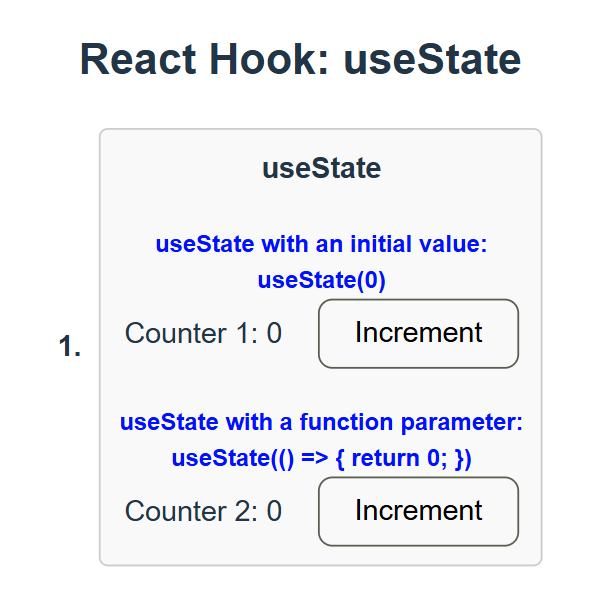 React Hook: useState
useState
useState with an initial value:
useState(0)
Counter 1: 0 Increment
1.
useState with a function parameter:
useState(() => { return 0; })
Counter 2: 0 Increment